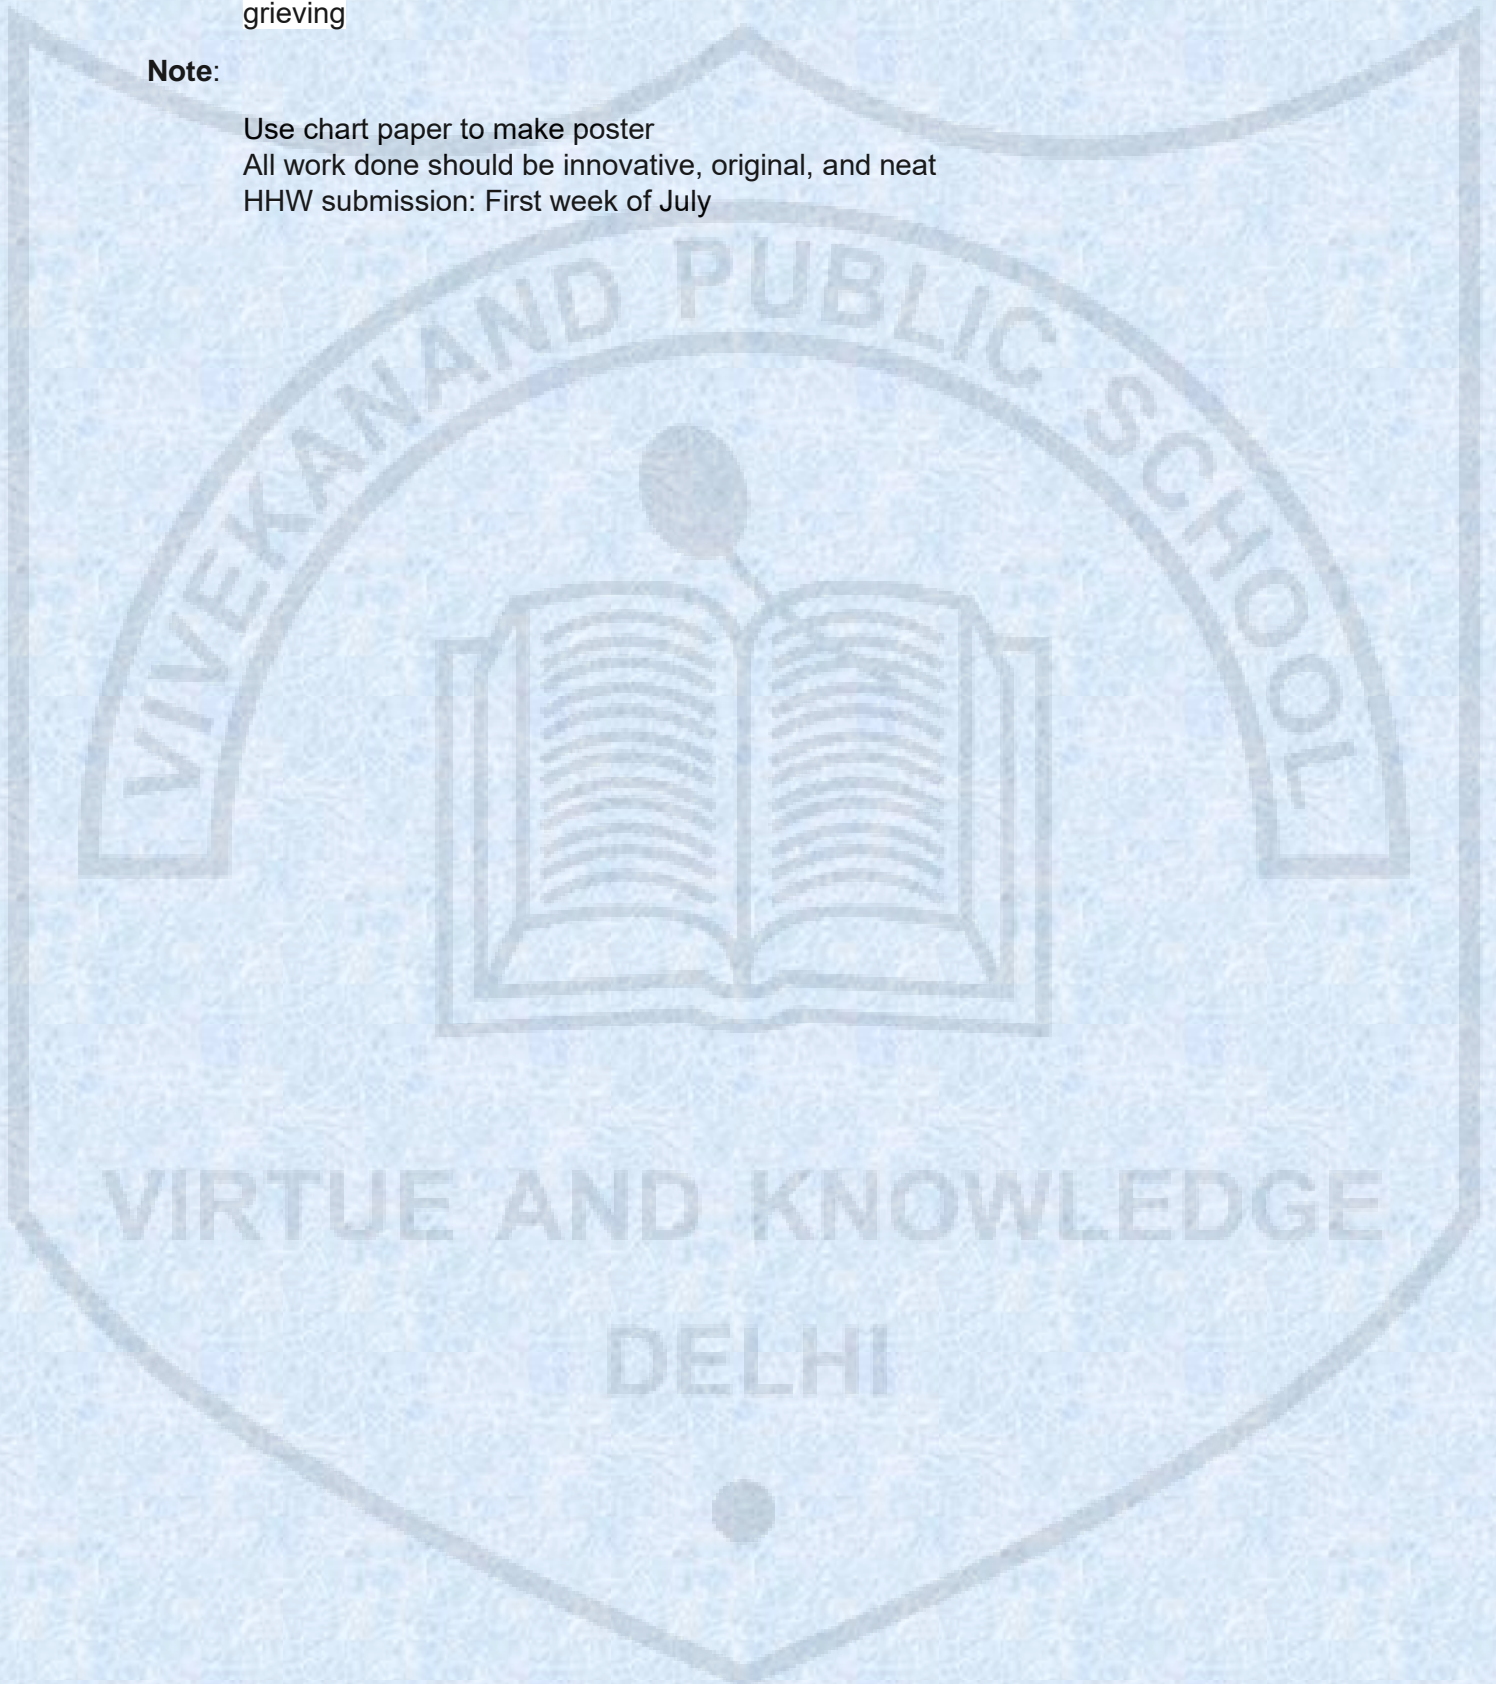 grieving
Note:
Use chart paper to make poster
All work done should be innovative, original, and neat
HHW submission: First week of July
VIVEKANAND PUBLIC SCHOOL
VIRTUE AND KNOWLEDGE
DELHI